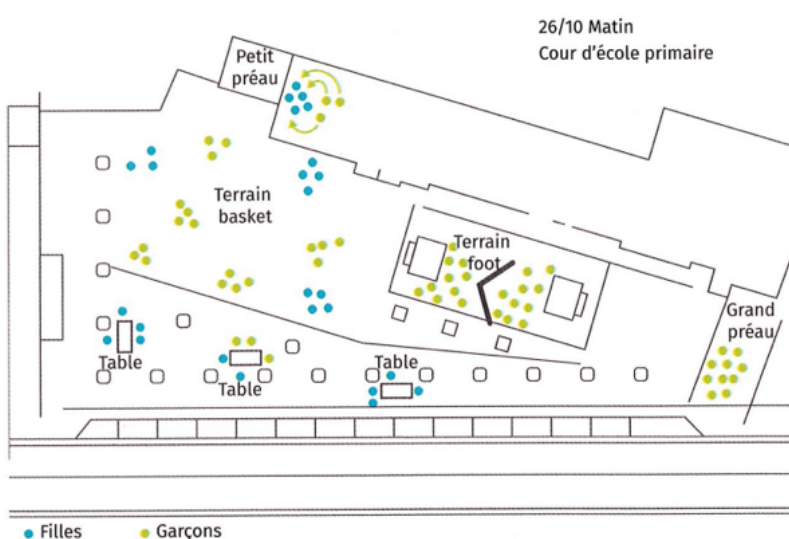 26/10 Matin
Cour d'école primaire
Petit
préau
Terrain
basket
Terrain
foot
Grand
préau
Table
Table
Table
Filles
Garçons